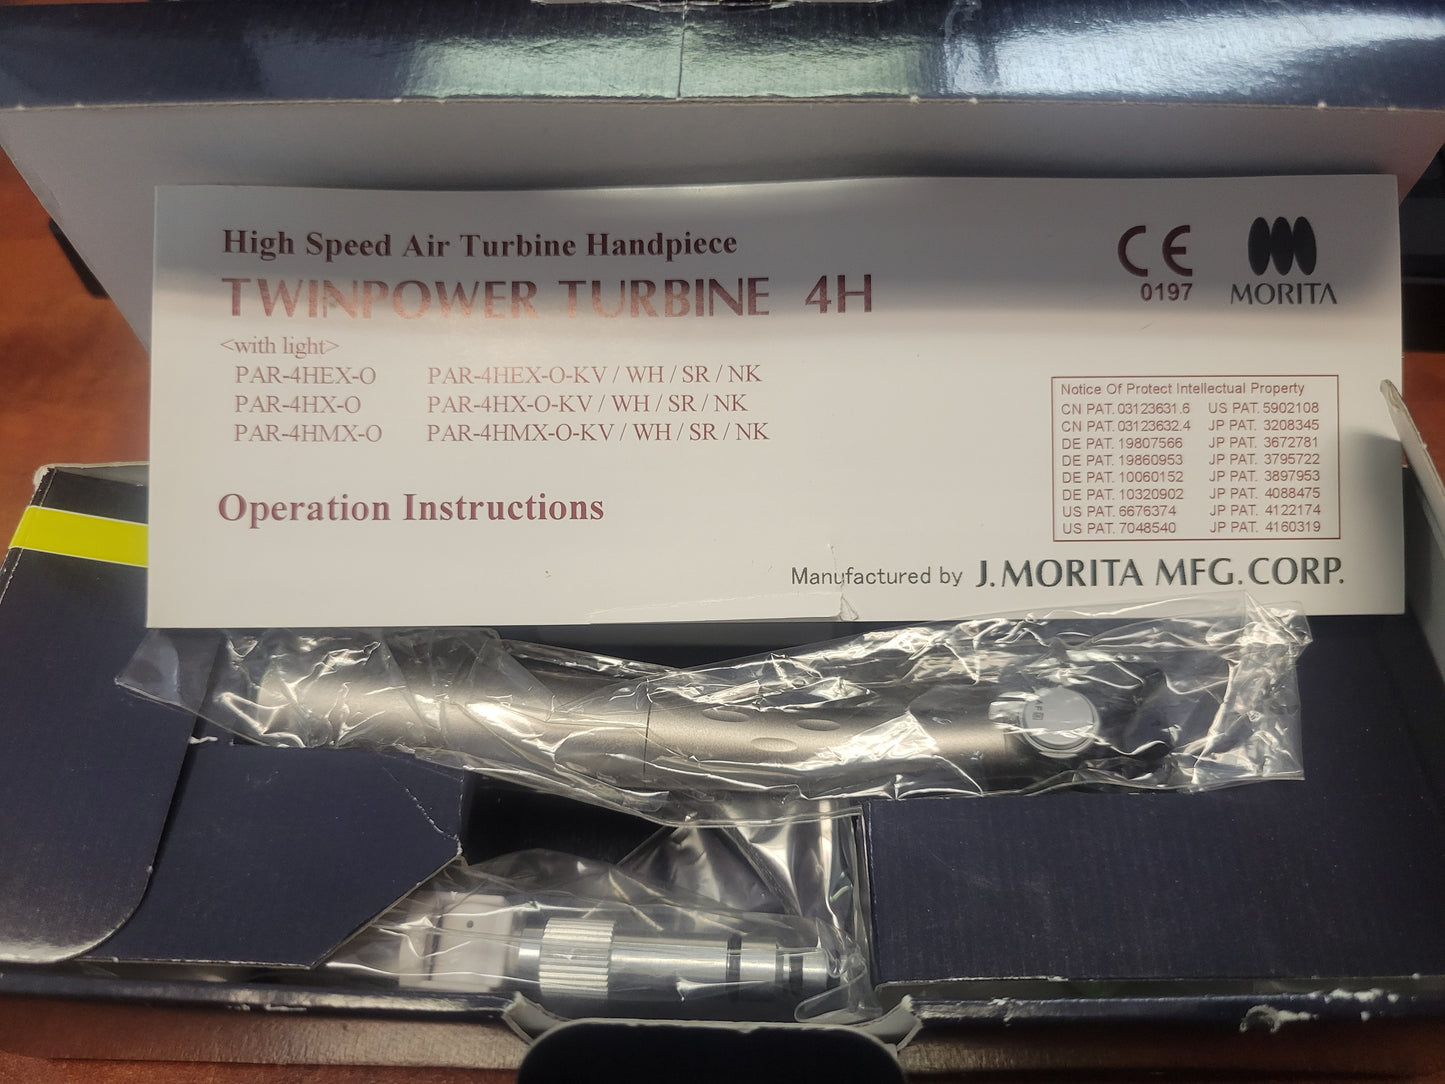 High Speed Air Turbine Handpiece
TWINPOWER TURBINE 4H
<with light>
PAR-4HEX-O PAR-4HEX-O-KV / WH / SR / NK
PAR-4HX-O PAR-4HX-O-KV / WH / SR / NK
PAR-4HMX-O PAR-4HMX-O-KV / WH / SR / NK
Operation Instructions
CE
0197
MORITA
Notice Of Protect Intellectual Property
CN PAT. 03123631.6 US PAT. 5902108
CN PAT. 03123632.4 JP PAT. 3208345
DE PAT. 19807566 JP PAT. 3672781
DE PAT. 19860953 JP PAT. 3795722
DE PAT. 10060152 JP PAT. 3897953
DE PAT. 10320902 JP PAT. 4088475
US PAT. 6676374 JP PAT. 4122174
US PAT. 7048540 JP PAT. 4160319
Manufactured by J. MORITA MFG. CORP.